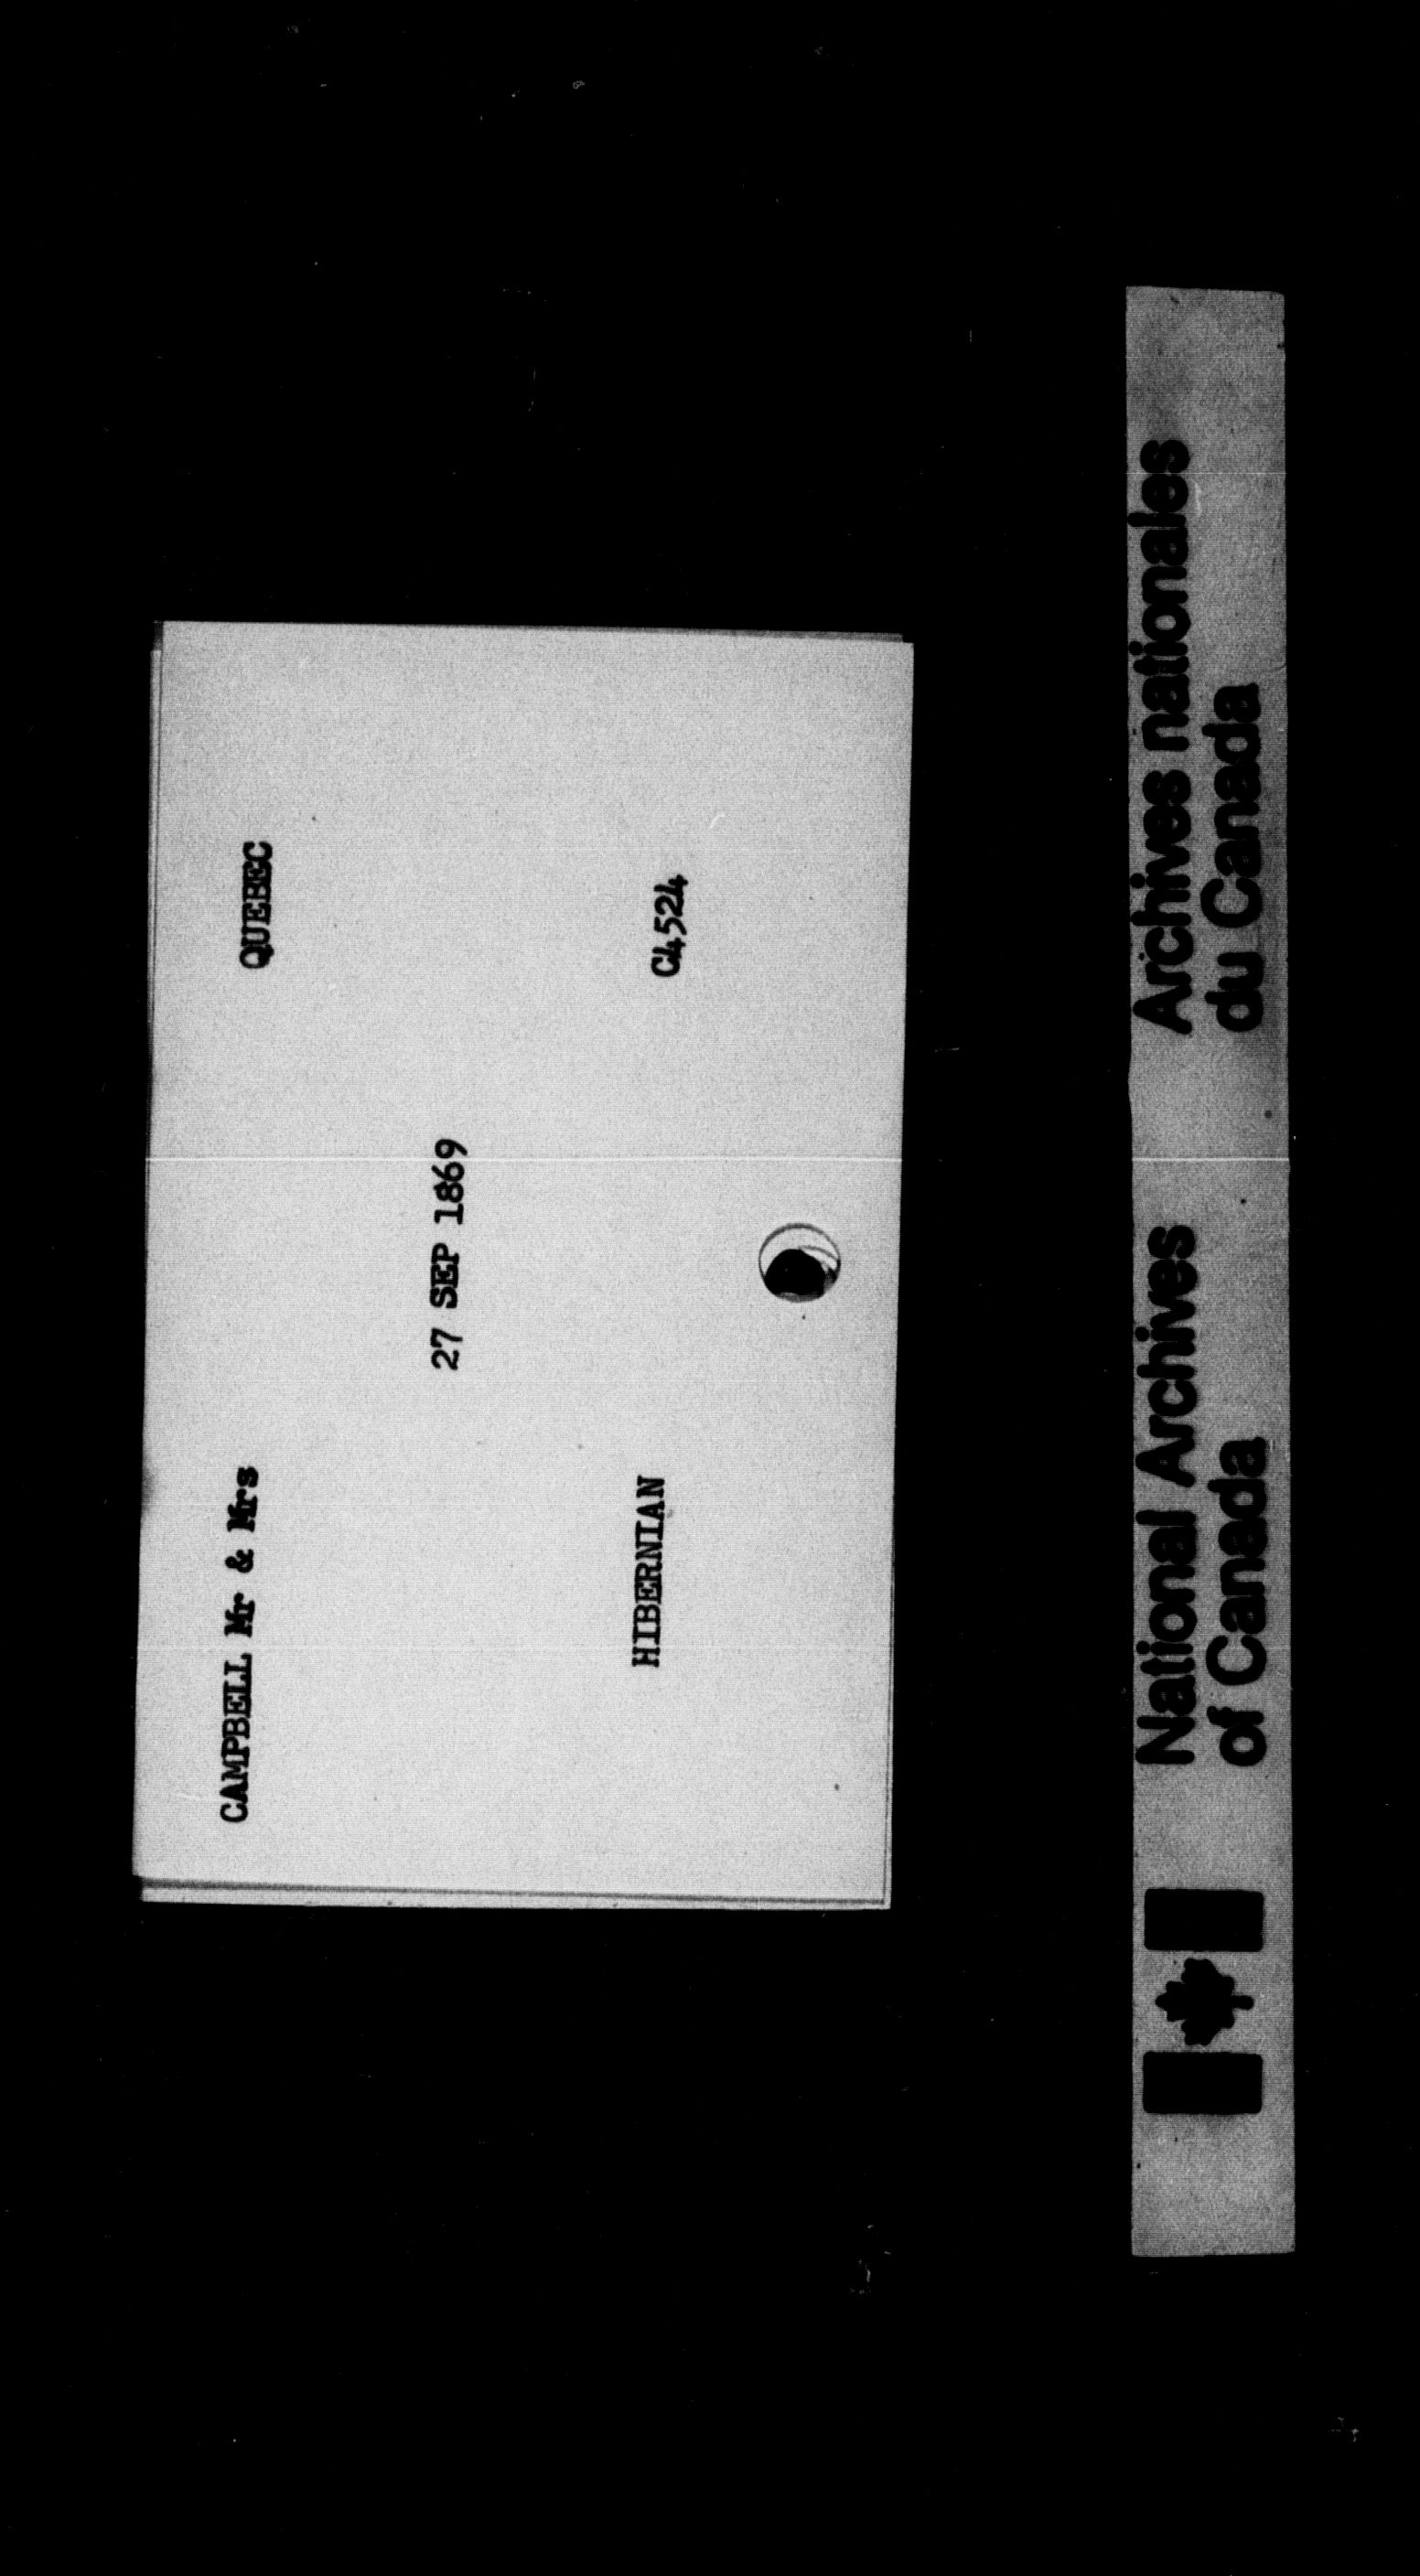 CAMPBELL Mr & Mrs QUEBEC
27 SEP 1869
HIBERNIAN C4524
National Archives Archives nationales
of Canada du Canada